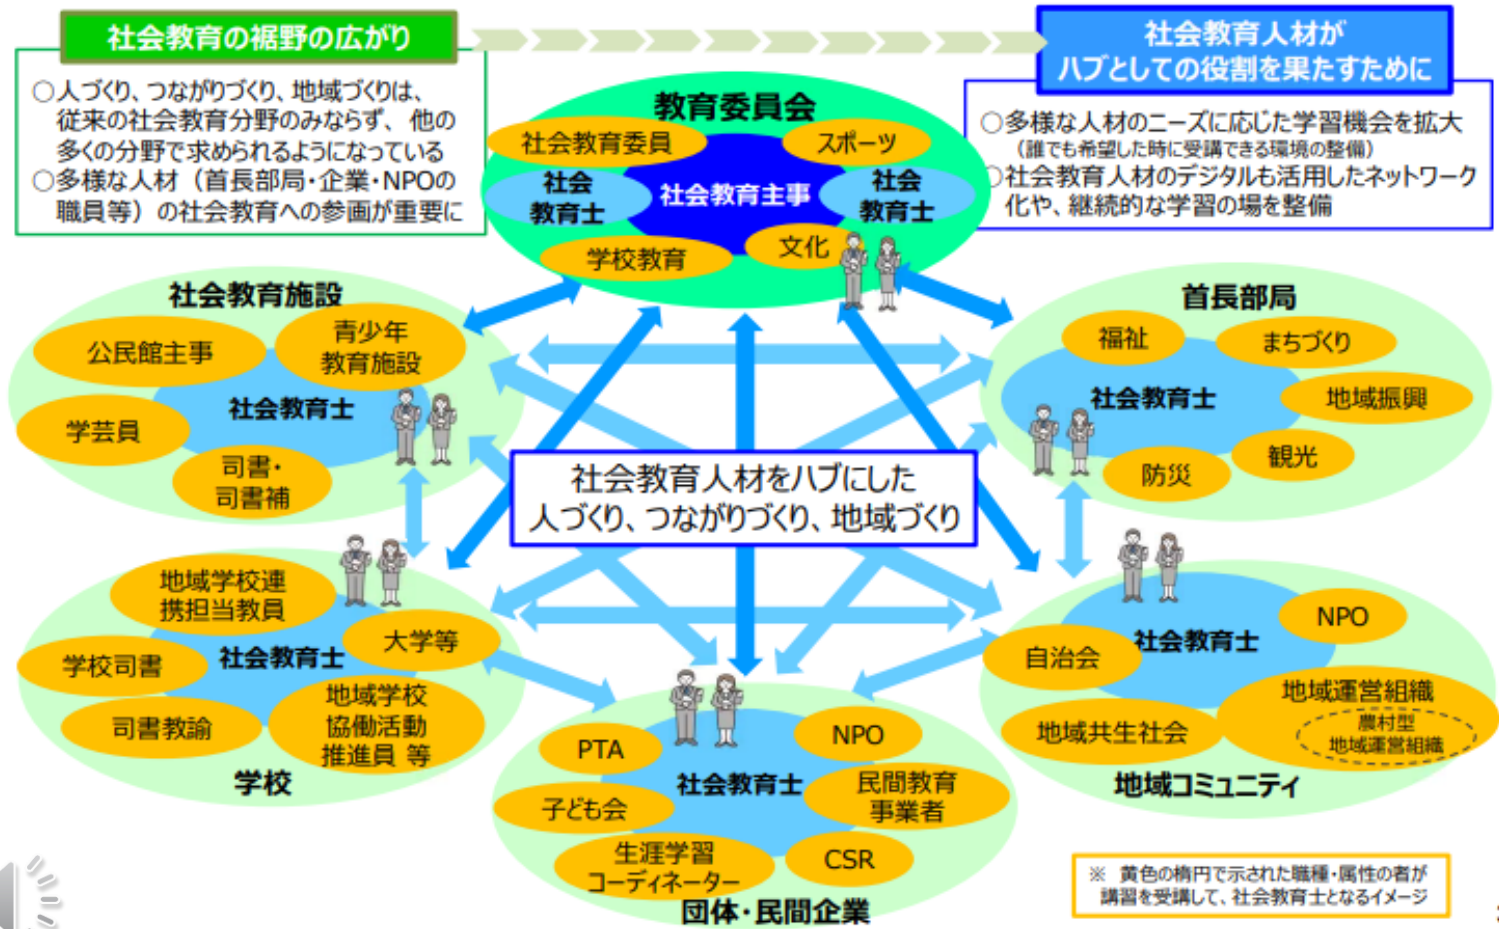 社会教育の裾野の広がり
○人づくり、つながりづくり、地域づくりは、
従来の社会教育分野のみならず、他の
多くの分野で求められるようになっている
○多様な人材（首長部局・企業・NPOの
職員等）の社会教育への参画が重要に
社会教育人材が
ハブとしての役割を果たすために
○多様な人材のニーズに応じた学習機会を拡大
（誰でも希望した時に受講できる環境の整備）
○社会教育人材のデジタルも活用したネットワーク
化や、継続的な学習の場を整備
教育委員会
社会教育委員
スポーツ
社会
教育士
社会教育主事
社会
教育士
学校教育
文化
社会教育施設
公民館主事
青少年
教育施設
社会教育士
学芸員
司書・
司書補
首長部局
福祉
まちづくり
社会教育士
地域振興
観光
防災
社会教育人材をハブにした
人づくり、つながりづくり、地域づくり
地域学校連
携担当教員
大学等
学校司書
社会教育士
司書教諭
地域学校
協働活動
推進員 等
学校
PTA
NPO
社会教育士
子ども会
民間教育
事業者
生涯学習
コーディネーター
CSR
団体・民間企業
NPO
自治会
社会教育士
地域運営組織
農村型
地域運営組織
地域共生社会
地域コミュニティ
※　黄色の楕円で示された職種・属性の者が
講習を受講して、社会教育士となるイメージ